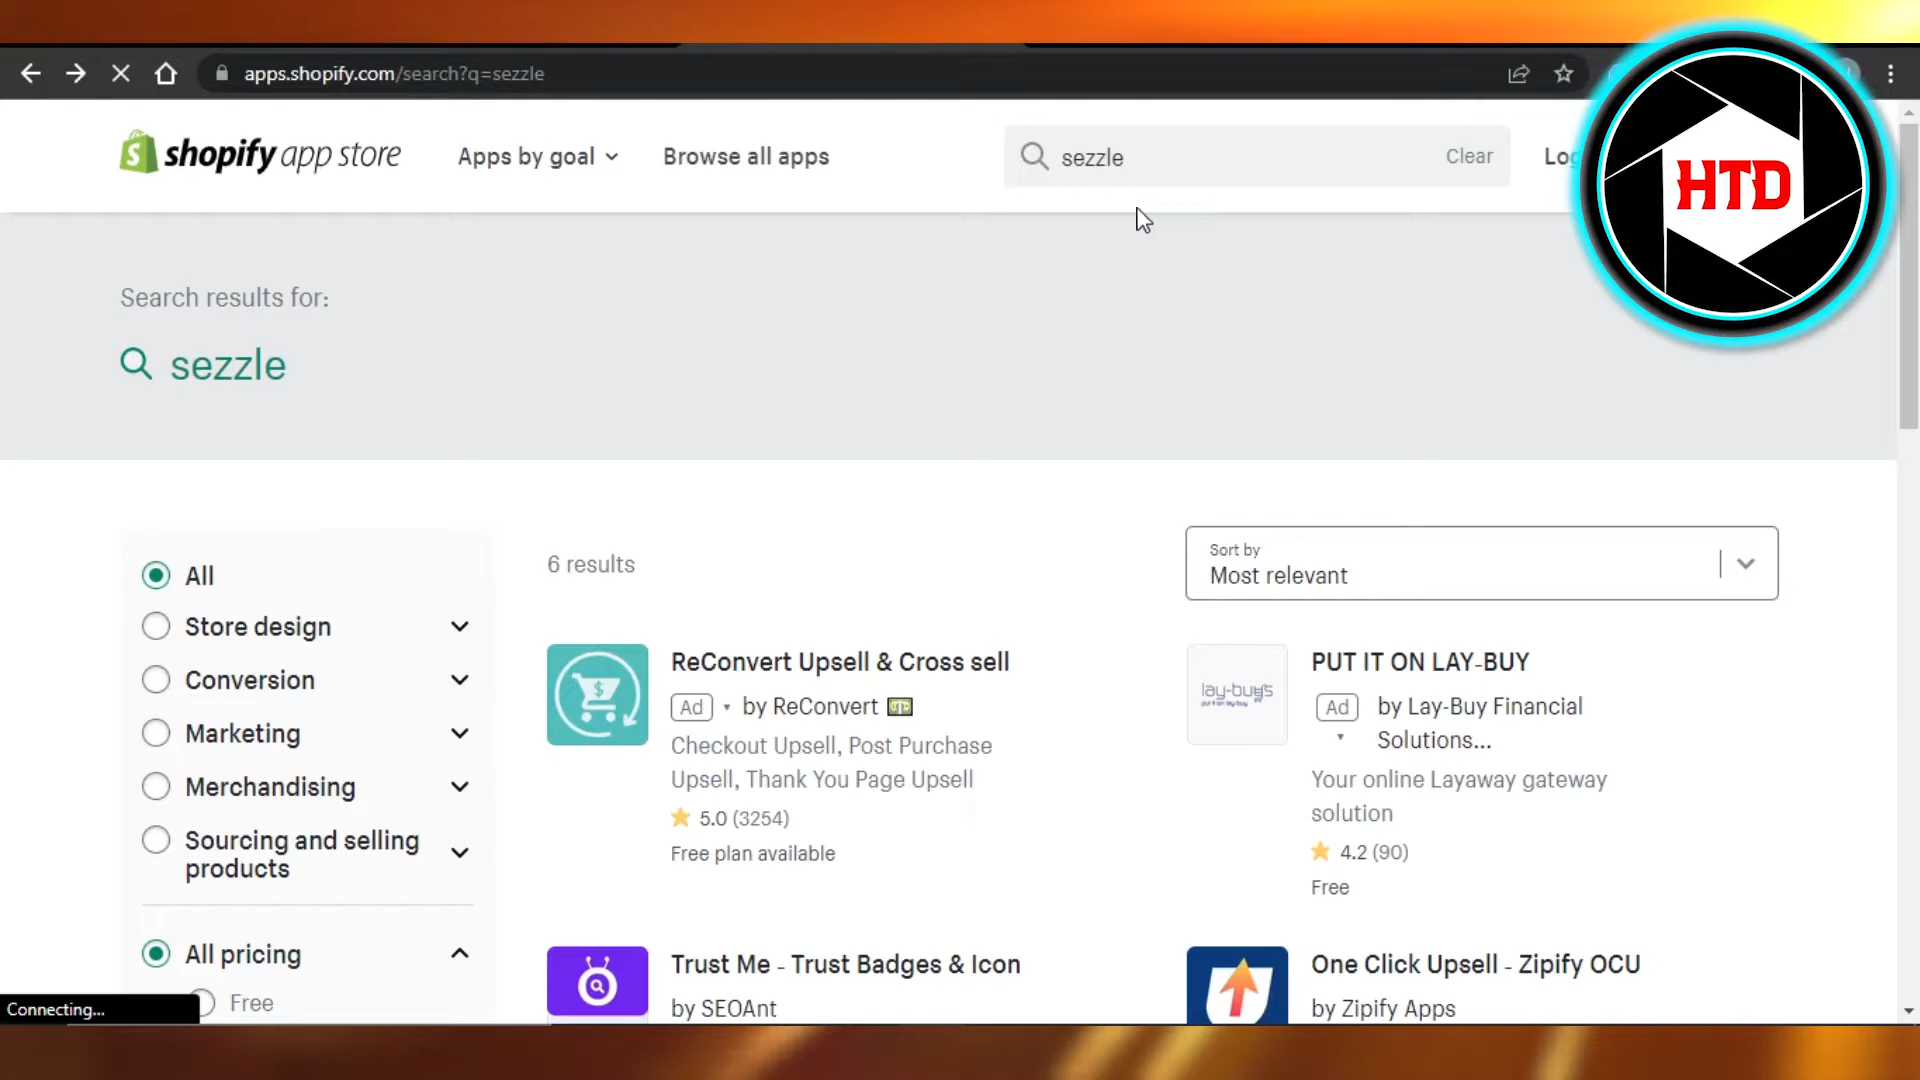 apps.shopify.com/search?q=sezzle
shopify app store
Apps by goal
Browse all apps
sezzle
Clear
HTD
Search results for:
sezzle
All
Store design
Conversion
Marketing
Merchandising
Sourcing and selling
products
All pricing
Free
6 results
Sort by
Most relevant
ReConvert Upsell & Cross sell
Ad • by ReConvert
Checkout Upsell, Post Purchase
Upsell, Thank You Page Upsell
5.0 (3254)
Free plan available
lay-buys
put it on lay-buy
PUT IT ON LAY-BUY
Ad • by Lay-Buy Financial
Solutions...
Your online Layaway gateway
solution
4.2 (90)
Free
Trust Me - Trust Badges & Icon
by SEOAnt
One Click Upsell - Zipify OCU
by Zipify Apps
Connecting...